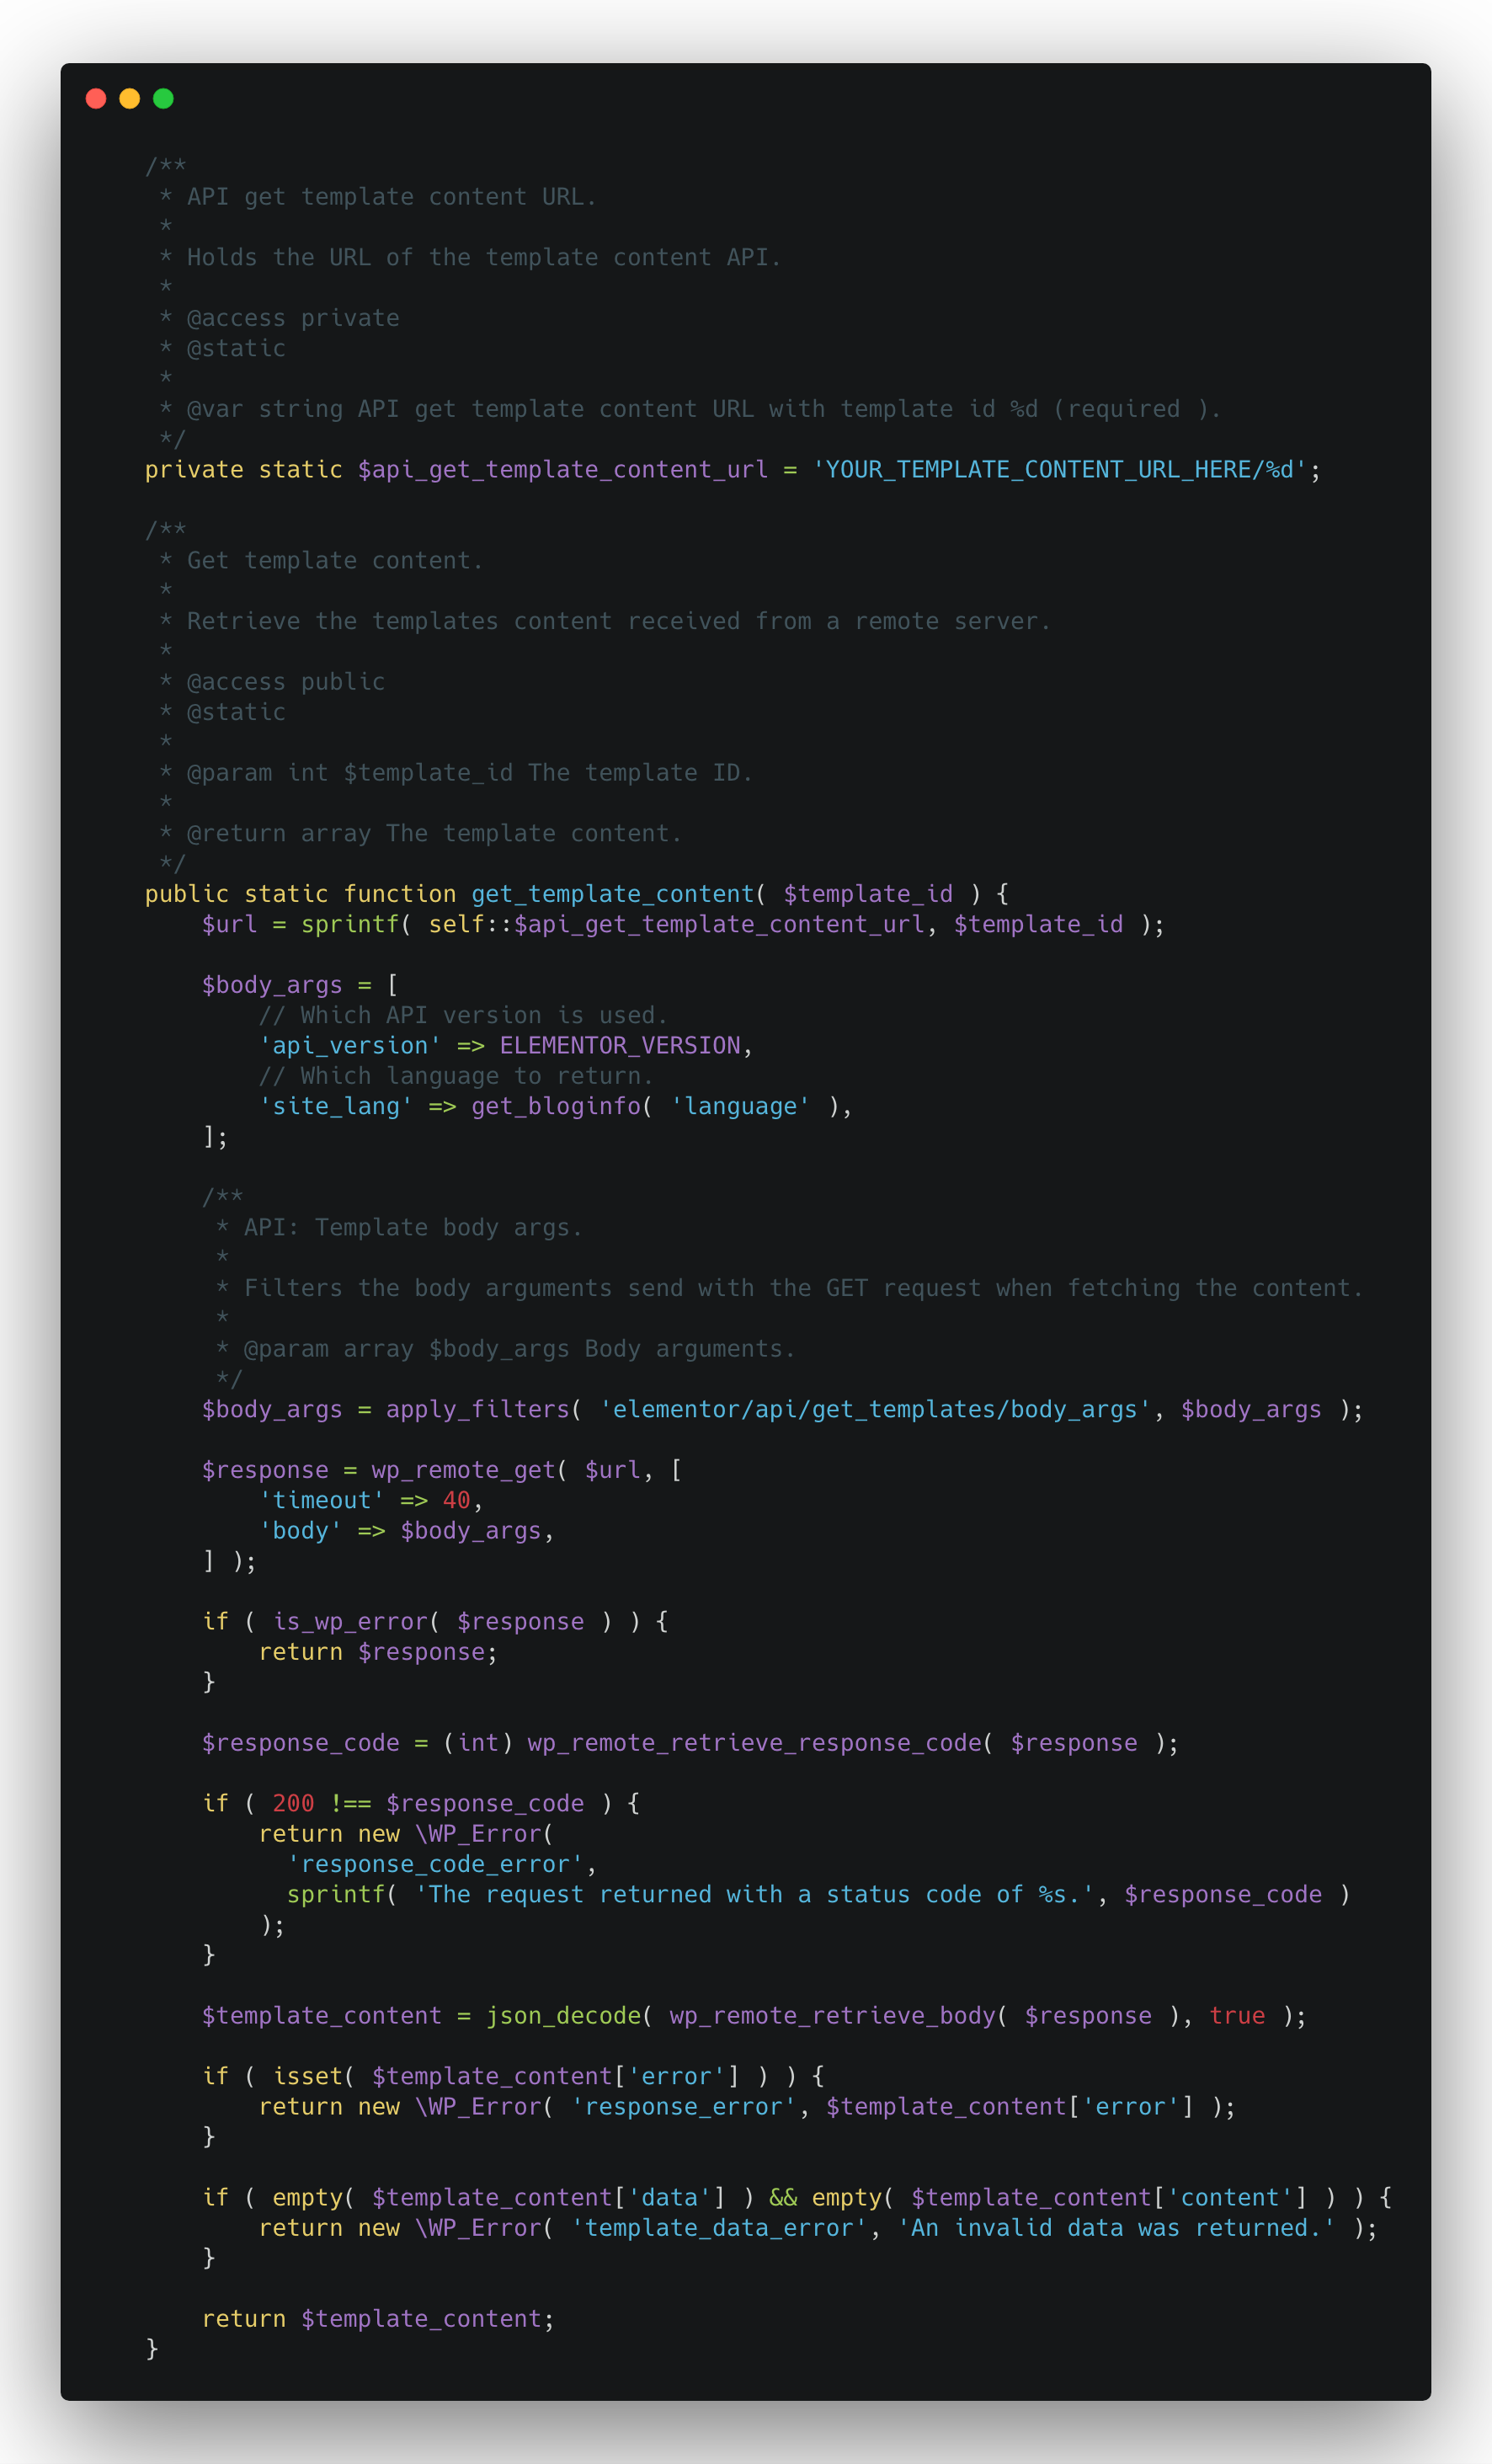 /**
 * API get template content URL.
 *
 * Holds the URL of the template content API.
 *
 * @access private
 * @static
 *
 * @var string API get template content URL with template id %d (required ).
 */
private static $api_get_template_content_url = 'YOUR_TEMPLATE_CONTENT_URL_HERE/%d';

/**
 * Get template content.
 *
 * Retrieve the templates content received from a remote server.
 *
 * @access public
 * @static
 *
 * @param int $template_id The template ID.
 *
 * @return array The template content.
 */
public static function get_template_content( $template_id ) {
    $url = sprintf( self::$api_get_template_content_url, $template_id );

    $body_args = [
        // Which API version is used.
        'api_version' => ELEMENTOR_VERSION,
        // Which language to return.
        'site_lang' => get_bloginfo( 'language' ),
    ];

    /**
     * API: Template body args.
     *
     * Filters the body arguments send with the GET request when fetching the content.
     *
     * @param array $body_args Body arguments.
     */
    $body_args = apply_filters( 'elementor/api/get_templates/body_args', $body_args );

    $response = wp_remote_get( $url, [
        'timeout' => 40,
        'body' => $body_args,
    ] );

    if ( is_wp_error( $response ) ) {
        return $response;
    }

    $response_code = (int) wp_remote_retrieve_response_code( $response );

    if ( 200 !== $response_code ) {
        return new \WP_Error(
          'response_code_error',
          sprintf( 'The request returned with a status code of %s.', $response_code )
        );
    }

    $template_content = json_decode( wp_remote_retrieve_body( $response ), true );

    if ( isset( $template_content['error'] ) ) {
        return new \WP_Error( 'response_error', $template_content['error'] );
    }

    if ( empty( $template_content['data'] ) && empty( $template_content['content'] ) ) {
        return new \WP_Error( 'template_data_error', 'An invalid data was returned.' );
    }

    return $template_content;
}